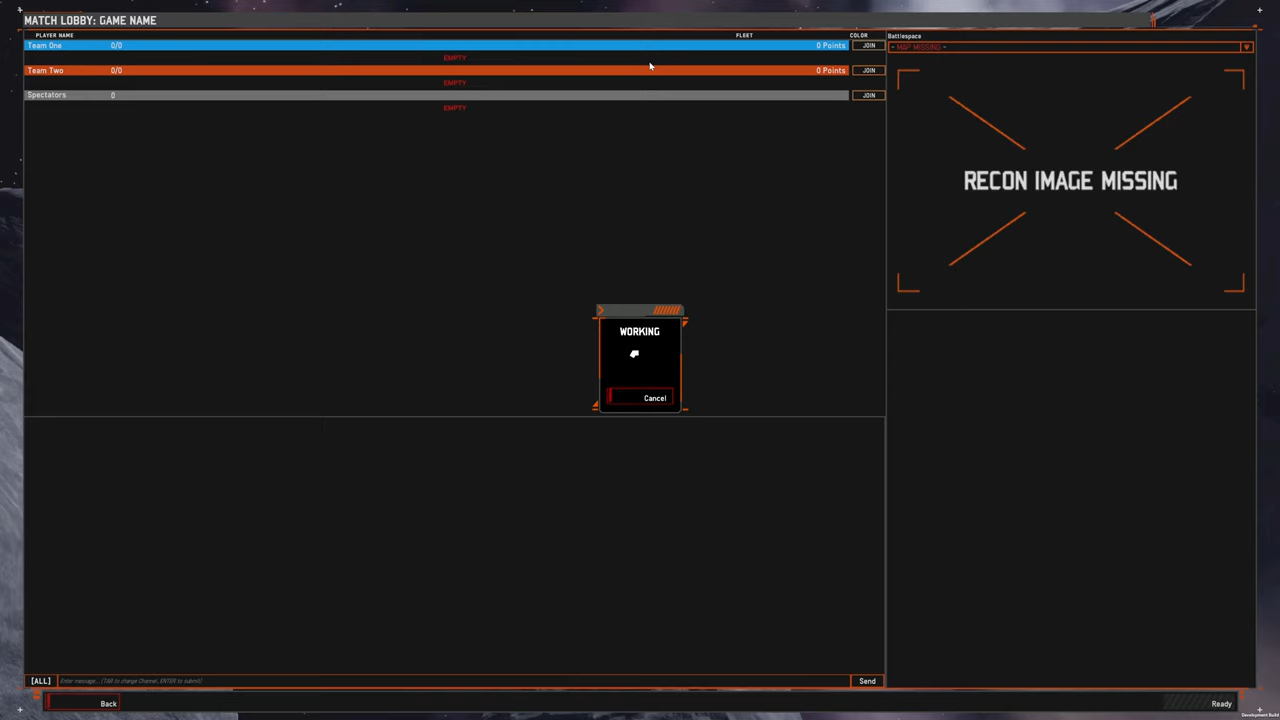 MATCH LOBBY: GAME NAME
PLAYER NAME FLEET COLOR
Team One 0/0 0 Points JOIN
EMPTY
Team Two 0/0 0 Points JOIN
EMPTY
Spectators 0 JOIN
EMPTY
Battlespace
- MAP MISSING -
RECON IMAGE MISSING
WORKING
Cancel
[ALL] Enter message... (TAB to change Channel, ENTER to submit) Send
Back Ready
Development Build